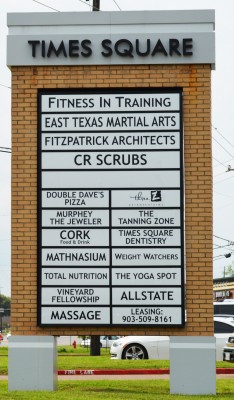 TIMES SQUARE
FITNESS IN TRAINING
EAST TEXAS MARTIAL ARTS
FITZPATRICK ARCHITECTS
CR SCRUBS
DOUBLE DAVE'S
PIZZA
MURPHEY
THE JEWELER
THE
TANNING ZONE
CORK
Food & Drink
TIMES SQUARE
DENTISTRY
MATHNASIUM
WEIGHT WATCHERS
TOTAL NUTRITION
THE YOGA SPOT
VINEYARD
FELLOWSHIP
ALLSTATE
MASSAGE
LEASING:
903-509-8161
FIRE LANE